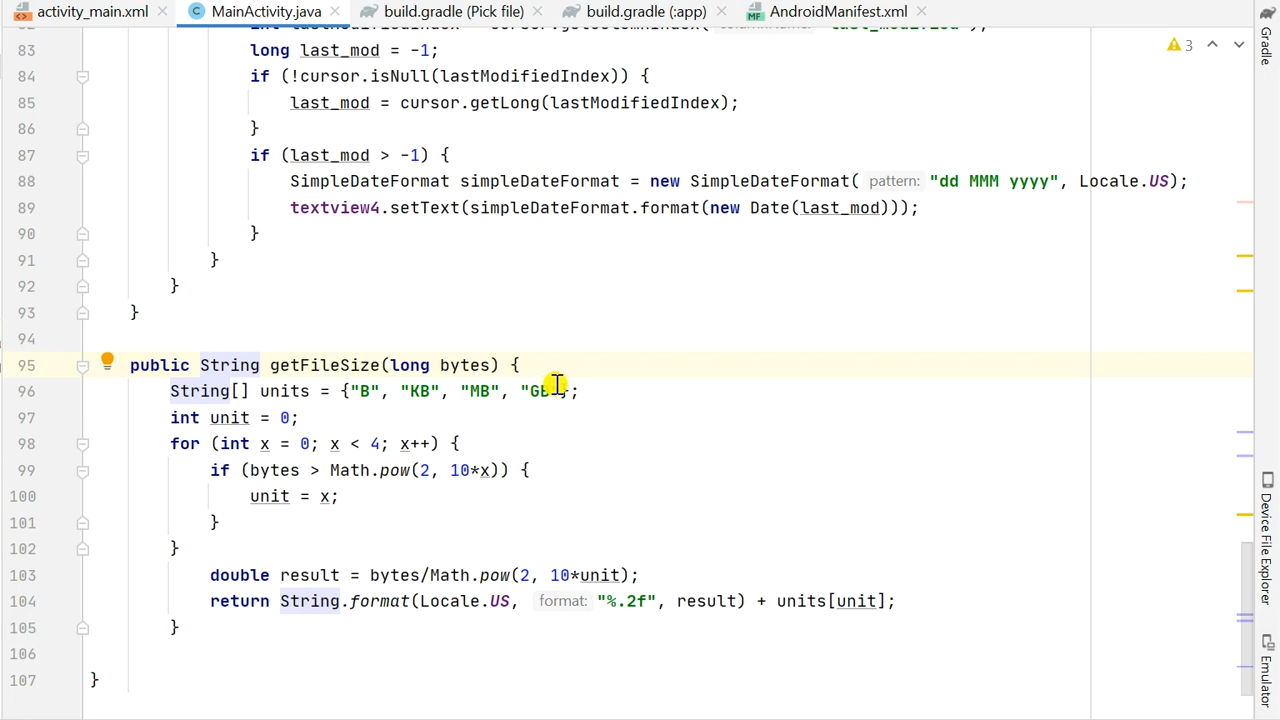 activity_main.xml MainActivity.java build.gradle (Pick file) build.gradle (:app) AndroidManifest.xml
83 long last_mod = -1;
84 if (!cursor.isNull(lastModifiedIndex)) {
85 last_mod = cursor.getLong(lastModifiedIndex);
86 }
87 if (last_mod > -1) {
88 SimpleDateFormat simpleDateFormat = new SimpleDateFormat( pattern: "dd MMM yyyy", Locale.US);
89 textview4.setText(simpleDateFormat.format(new Date(last_mod)));
90 }
91 }
92 }
93 }
94
95 public String getFileSize(long bytes) {
96 String[] units = {"B", "KB", "MB", "GB"};
97 int unit = 0;
98 for (int x = 0; x < 4; x++) {
99 if (bytes > Math.pow(2, 10*x)) {
100 unit = x;
101 }
102 }
103 double result = bytes/Math.pow(2, 10*unit);
104 return String.format(Locale.US, format: "%.2f", result) + units[unit];
105 }
106
107 }
3
Gradle
Device File Explorer
Emulator